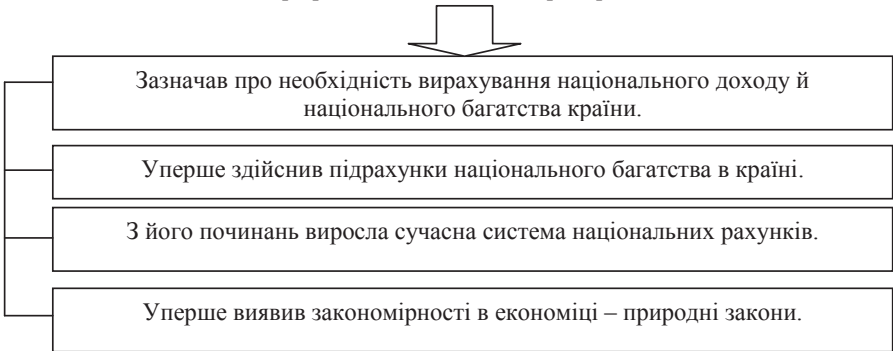 Зазначав про необхідність вирахування національного доходу й
національного багатства країни.
Уперше здійснив підрахунки національного багатства в країні.
З його починань виросла сучасна система національних рахунків.
Уперше виявив закономірності в економіці – природні закони.